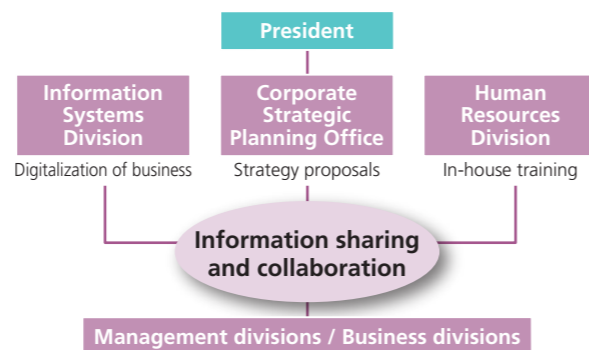 President
Information
Systems
Division
Corporate
Strategic
Planning Office
Human
Resources
Division
Digitalization of business
Strategy proposals
In-house training
Information sharing
and collaboration
Management divisions / Business divisions